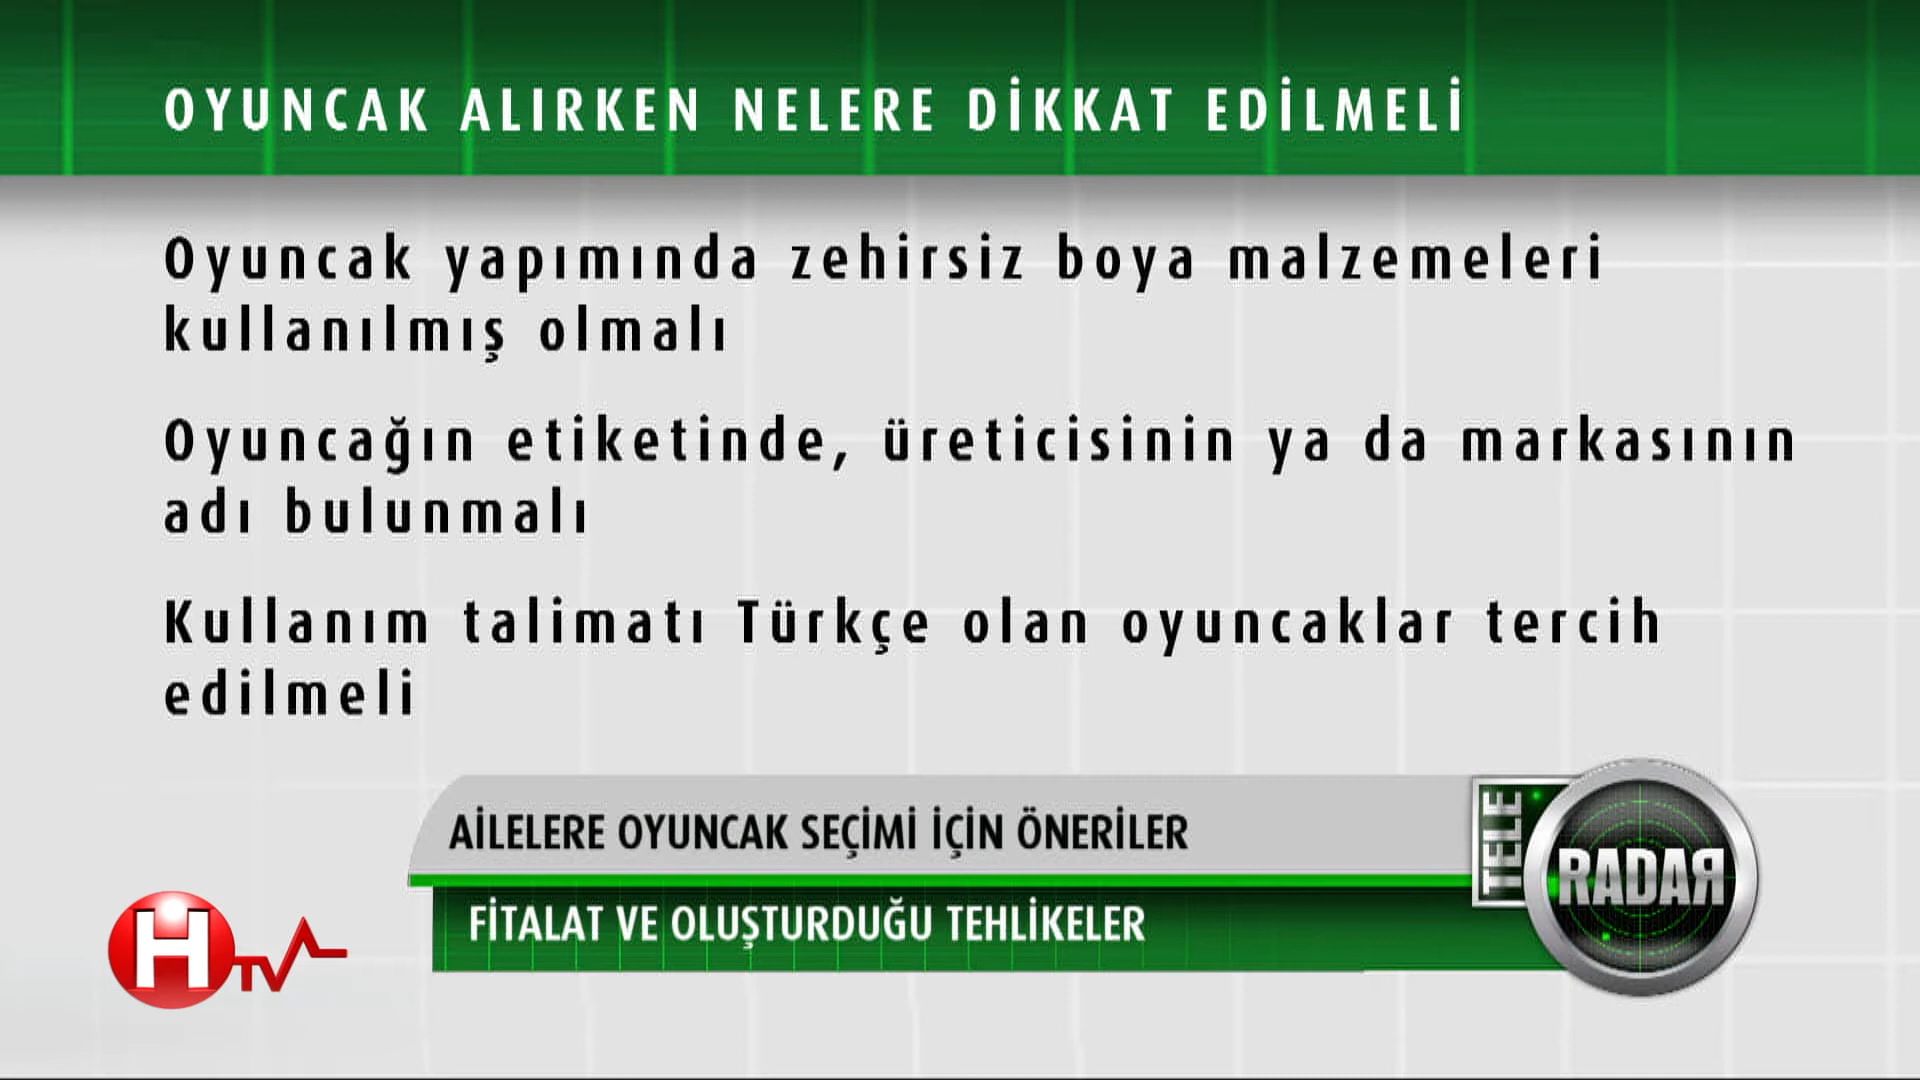 OYUNCAK ALIRKEN NELERE DİKKAT EDİLMELİ
Oyuncak yapımında zehirsiz boya malzemeleri
kullanılmış olmalı
Oyuncağın etiketinde, üreticisinin ya da markasının
adı bulunmalı
Kullanım talimatı Türkçe olan oyuncaklar tercih
edilmeli
AİLELERE OYUNCAK SEÇİMİ İÇİN ÖNERİLER
FİTALAT VE OLUŞTURDUĞU TEHLİKELER
TELE
RADAR
H TV